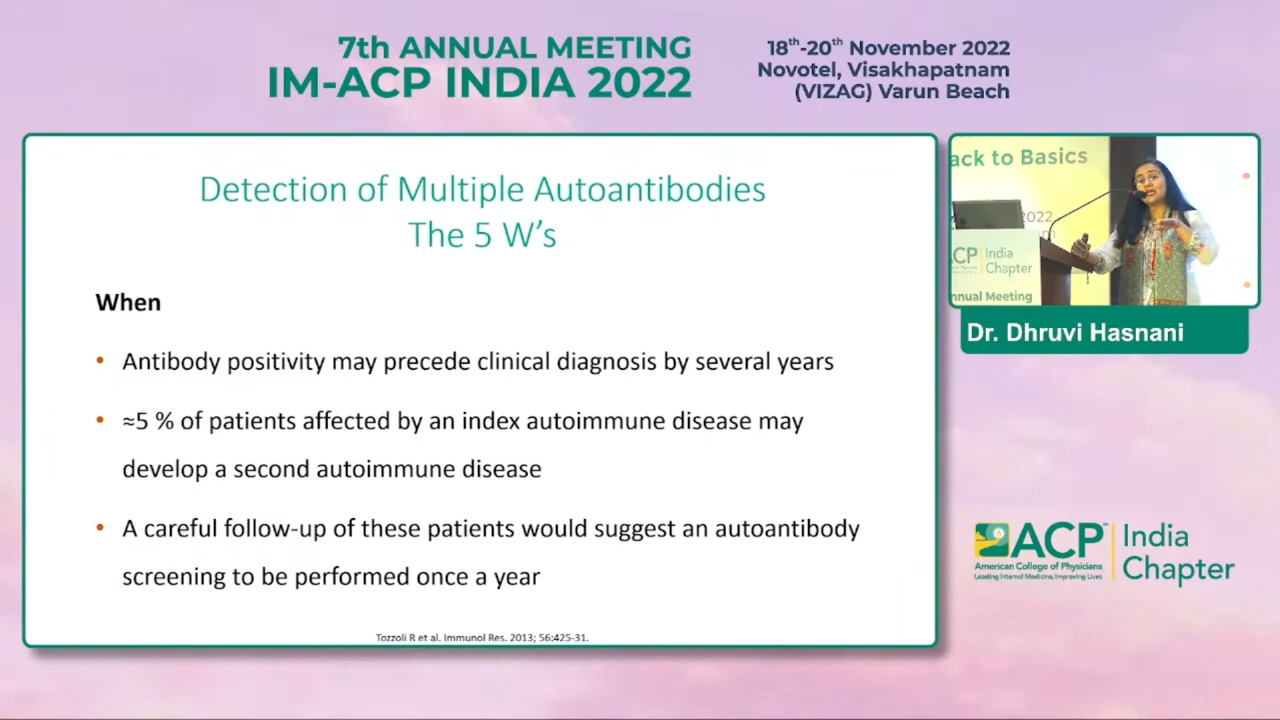 7th ANNUAL MEETING
IM-ACP INDIA 2022
18th-20th November 2022
Novotel, Visakhapatnam
(VIZAG) Varun Beach
Detection of Multiple Autoantibodies
The 5 W's
When
• Antibody positivity may precede clinical diagnosis by several years
• ≈5 % of patients affected by an index autoimmune disease may
develop a second autoimmune disease
• A careful follow-up of these patients would suggest an autoantibody
screening to be performed once a year
Tozzoli R et al. Immunol Res. 2013; 56:425-31.
ack to Basics
2022
CP India
Chapter
nnual Meeting
Dr. Dhruvi Hasnani
ACP
American College of Physicians
Leading Internal Medicine, Improving Lives
India
Chapter